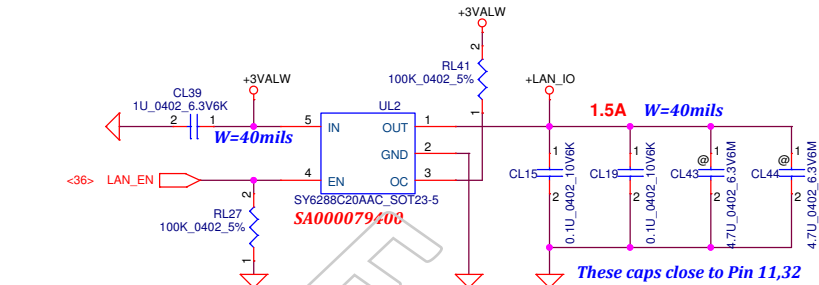 +3VALW
RL41
100K_0402_5%
2
1
+3VALW
CL39
1U_0402_6.3V6K
2 1
W=40mils
UL2
5 IN OUT 1
GND 2
4 EN OC 3
SY6288C20AAC_SOT23-5
SA000079400
<36> LAN_EN
2
RL27
100K_0402_5%
1
+LAN_IO
1.5A W=40mils
1
CL15
2
0.1U_0402_10V6K
1
CL19
2
0.1U_0402_10V6K
@ 1
CL43
2
4.7U_0402_6.3V6M
@ 1
CL44
2
4.7U_0402_6.3V6M
These caps close to Pin 11,32